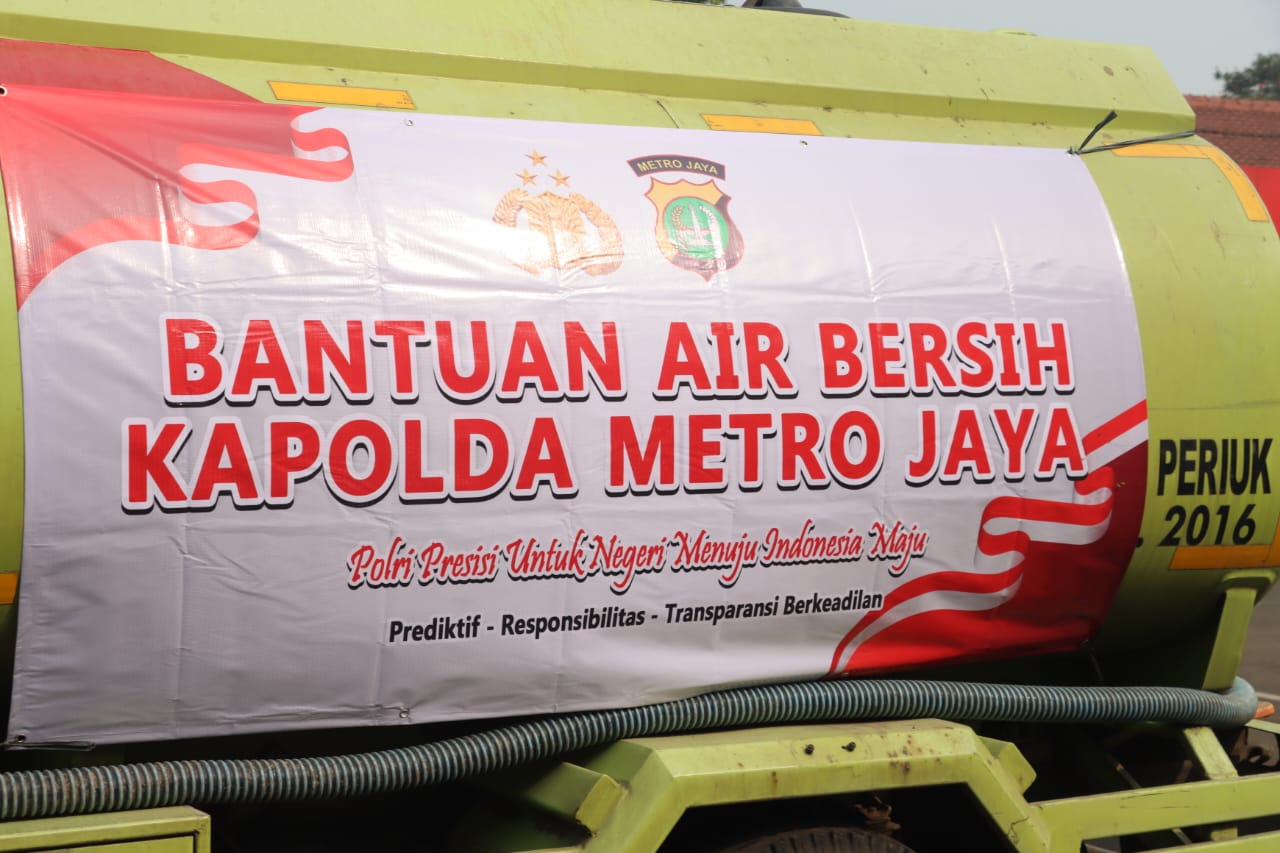 METRO JAYA
BANTUAN AIR BERSIH
KAPOLDA METRO JAYA
Polri Presisi Untuk Negeri Menuju Indonesia Maju
Prediktif - Responsibilitas - Transparansi Berkeadilan
PERIUK
. 2016